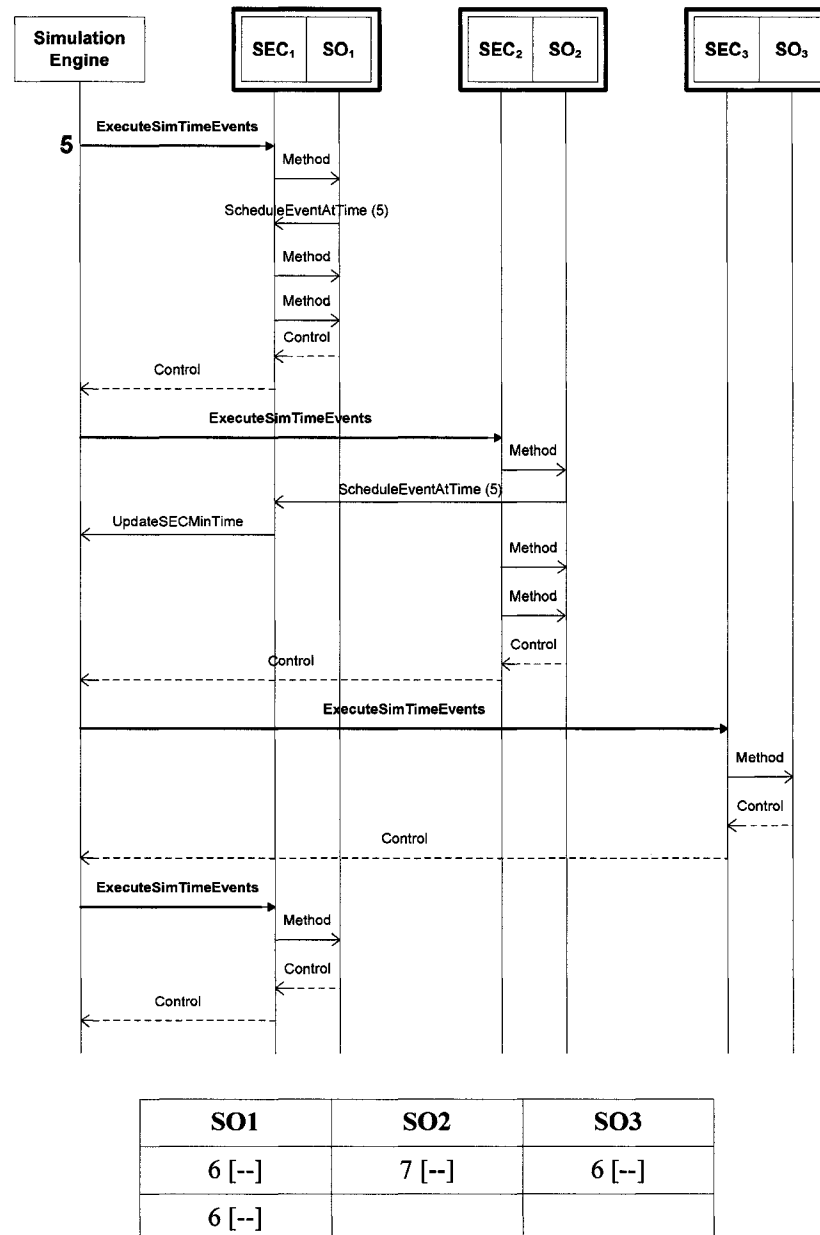 Simulation
Engine
SEC₁ SO₁ SEC₂ SO₂ SEC₃ SO₃
ExecuteSimTimeEvents
5
Method
ScheduleEventAtTime (5)
Method
Method
Control
Control
ExecuteSimTimeEvents
Method
ScheduleEventAtTime (5)
UpdateSECMinTime
Method
Method
Control
Control
ExecuteSimTimeEvents
Method
Control
Control
ExecuteSimTimeEvents
Method
Control
Control
SO1 SO2 SO3
6 [--] 7 [--] 6 [--]
6 [--]